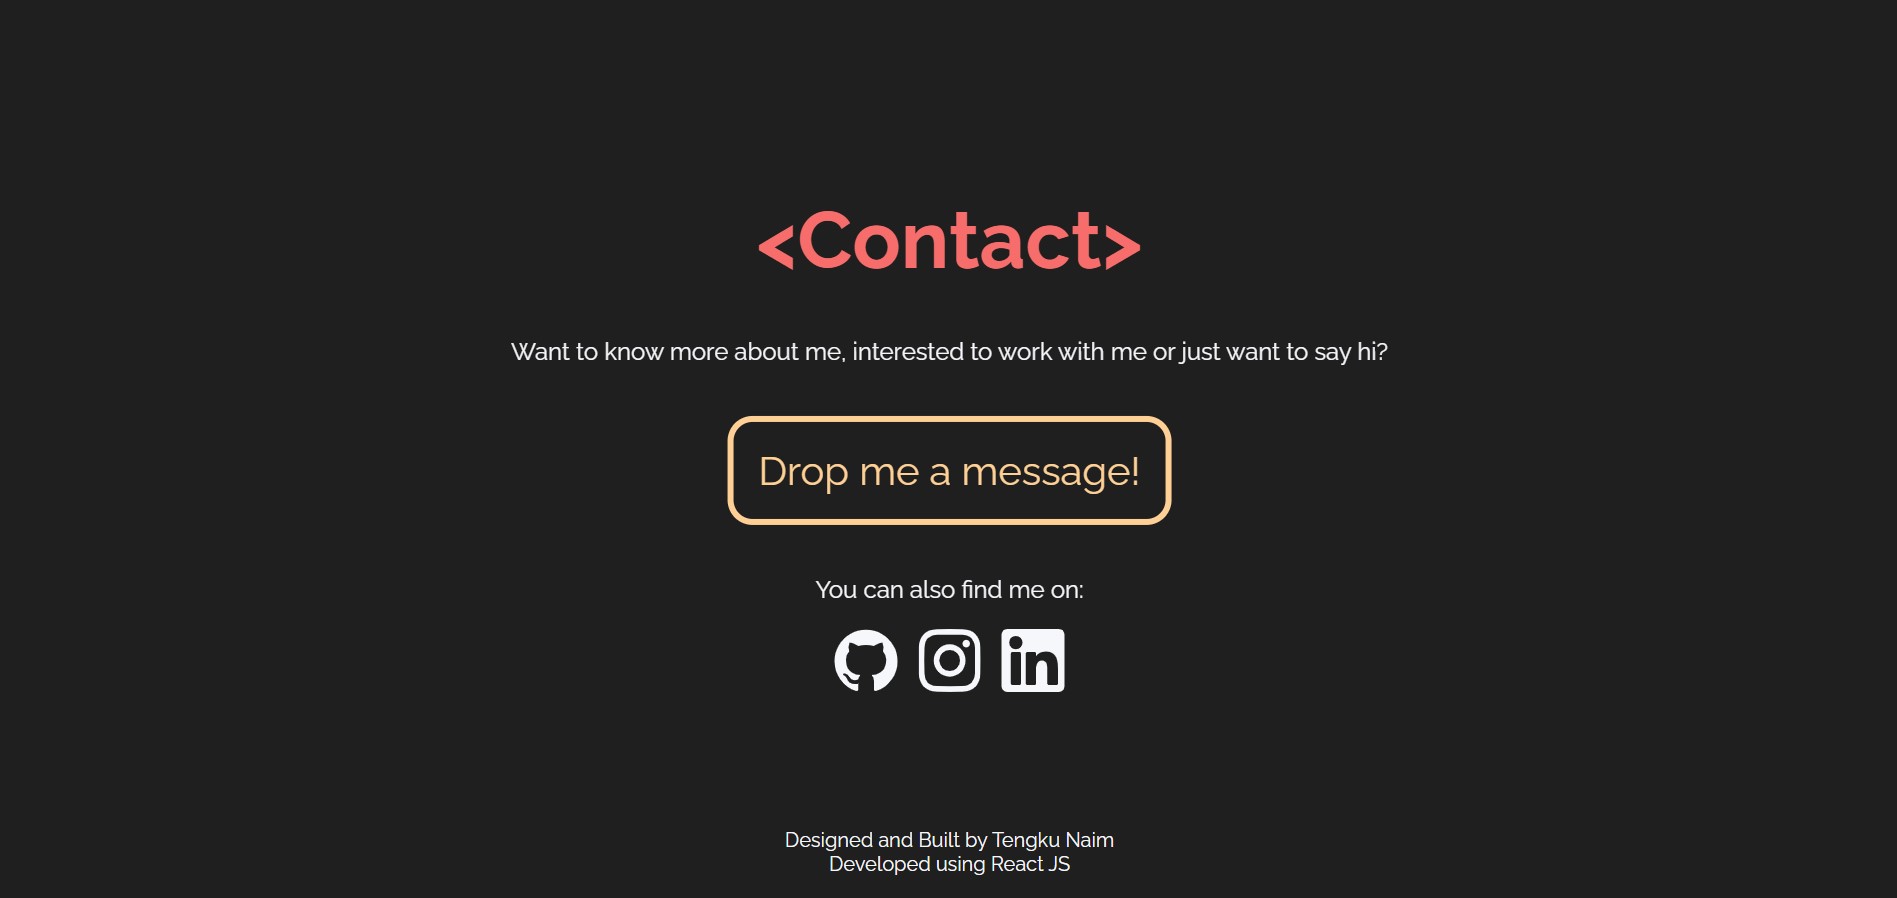 <Contact>
Want to know more about me, interested to work with me or just want to say hi?
Drop me a message!
You can also find me on:
in
Designed and Built by Tengku Naim
Developed using React JS